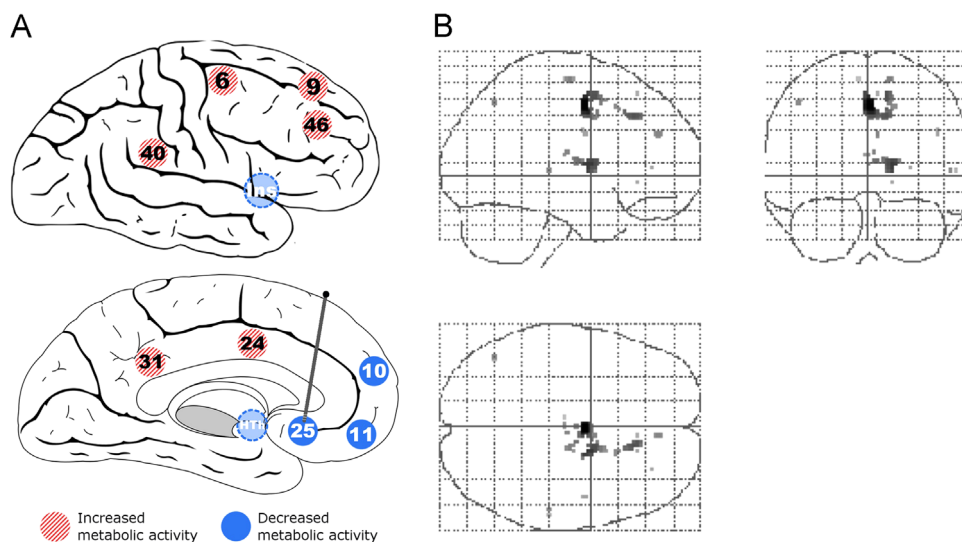 A
B
6
9
46
40
Ins
24
31
10
HTh
25
11
Increased
metabolic activity
Decreased
metabolic activity